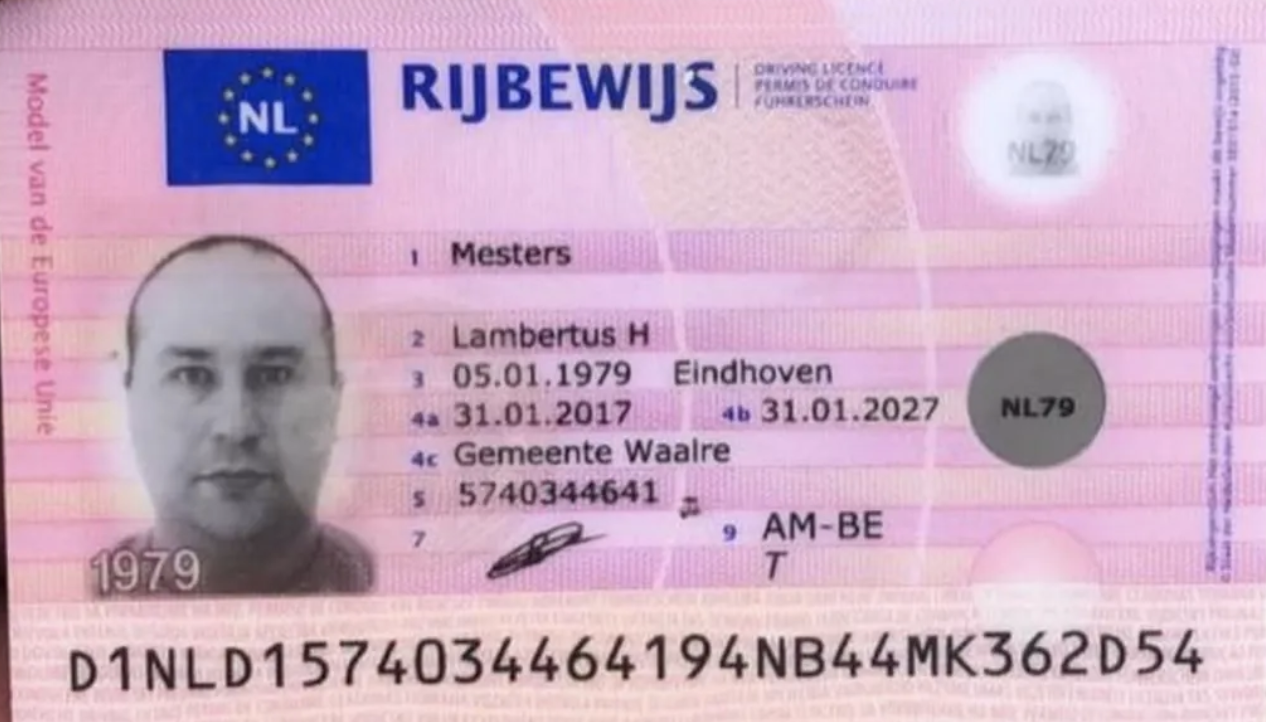 NL
RIJBEWIJS
DRIVING LICENCE
PERMIS DE CONDUIRE
FÜHRERSCHEIN
NL79
Model van de Europese Unie
1 Mesters
2 Lambertus H
3 05.01.1979 Eindhoven
4a 31.01.2017 4b 31.01.2027
4c Gemeente Waalre
5 5740344641
7
9 AM-BE
T
NL79
1979
D1NLD15740344644194NB44MK362D54